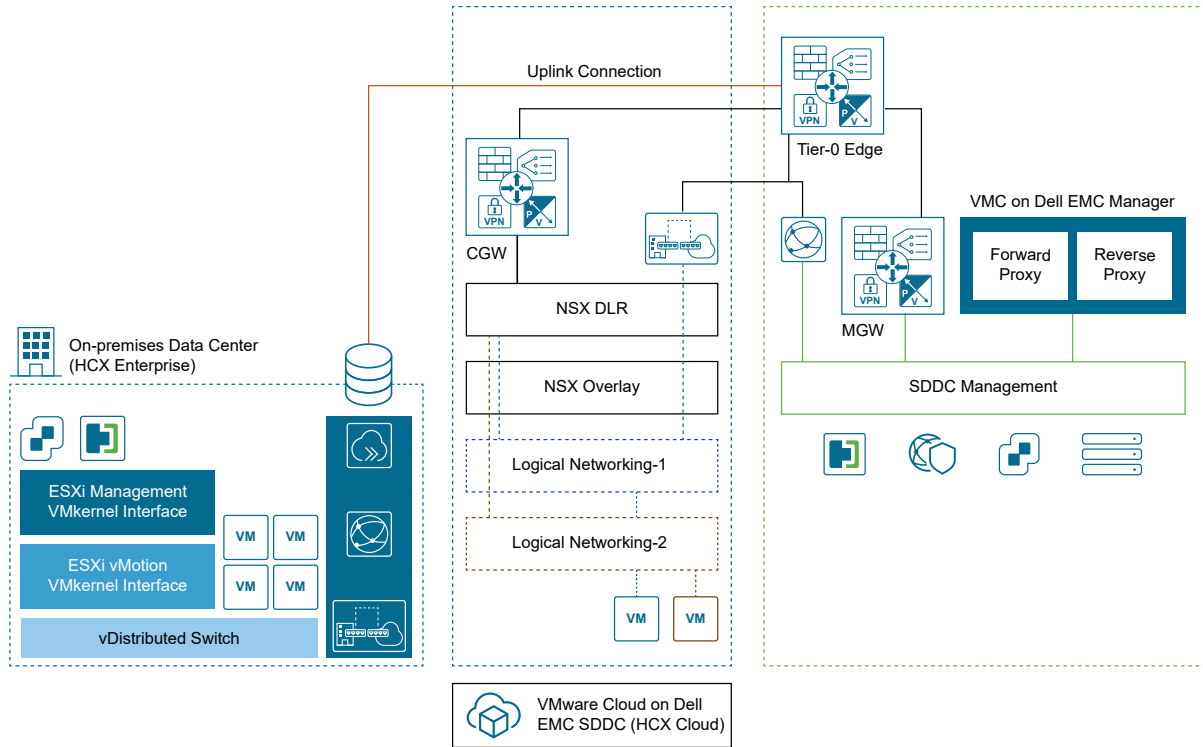 Uplink Connection
VPN
P
V
Tier-0 Edge
VPN
P
V
CGW
VMC on Dell EMC Manager
Forward
Proxy
Reverse
Proxy
VPN
P
V
MGW
NSX DLR
On-premises Data Center
(HCX Enterprise)
NSX Overlay
SDDC Management
Logical Networking-1
ESXi Management
VMkernel Interface
Logical Networking-2
ESXi vMotion
VMkernel Interface
VM
VM
VM
VM
VM
VM
vDistributed Switch
VMware Cloud on Dell
EMC SDDC (HCX Cloud)